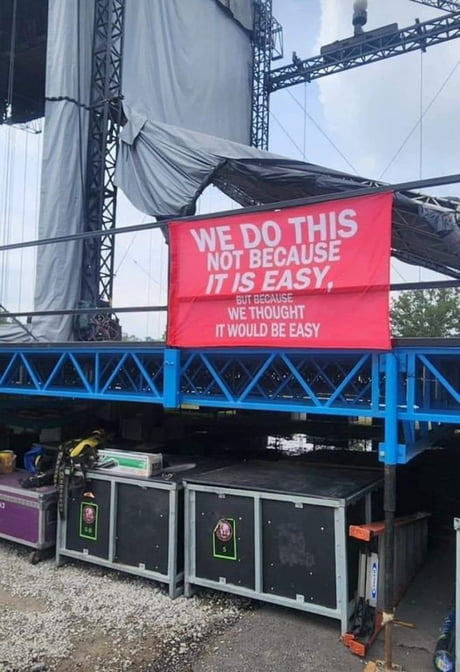 WE DO THIS
NOT BECAUSE
IT IS EASY,
BUT BECAUSE
WE THOUGHT
IT WOULD BE EASY